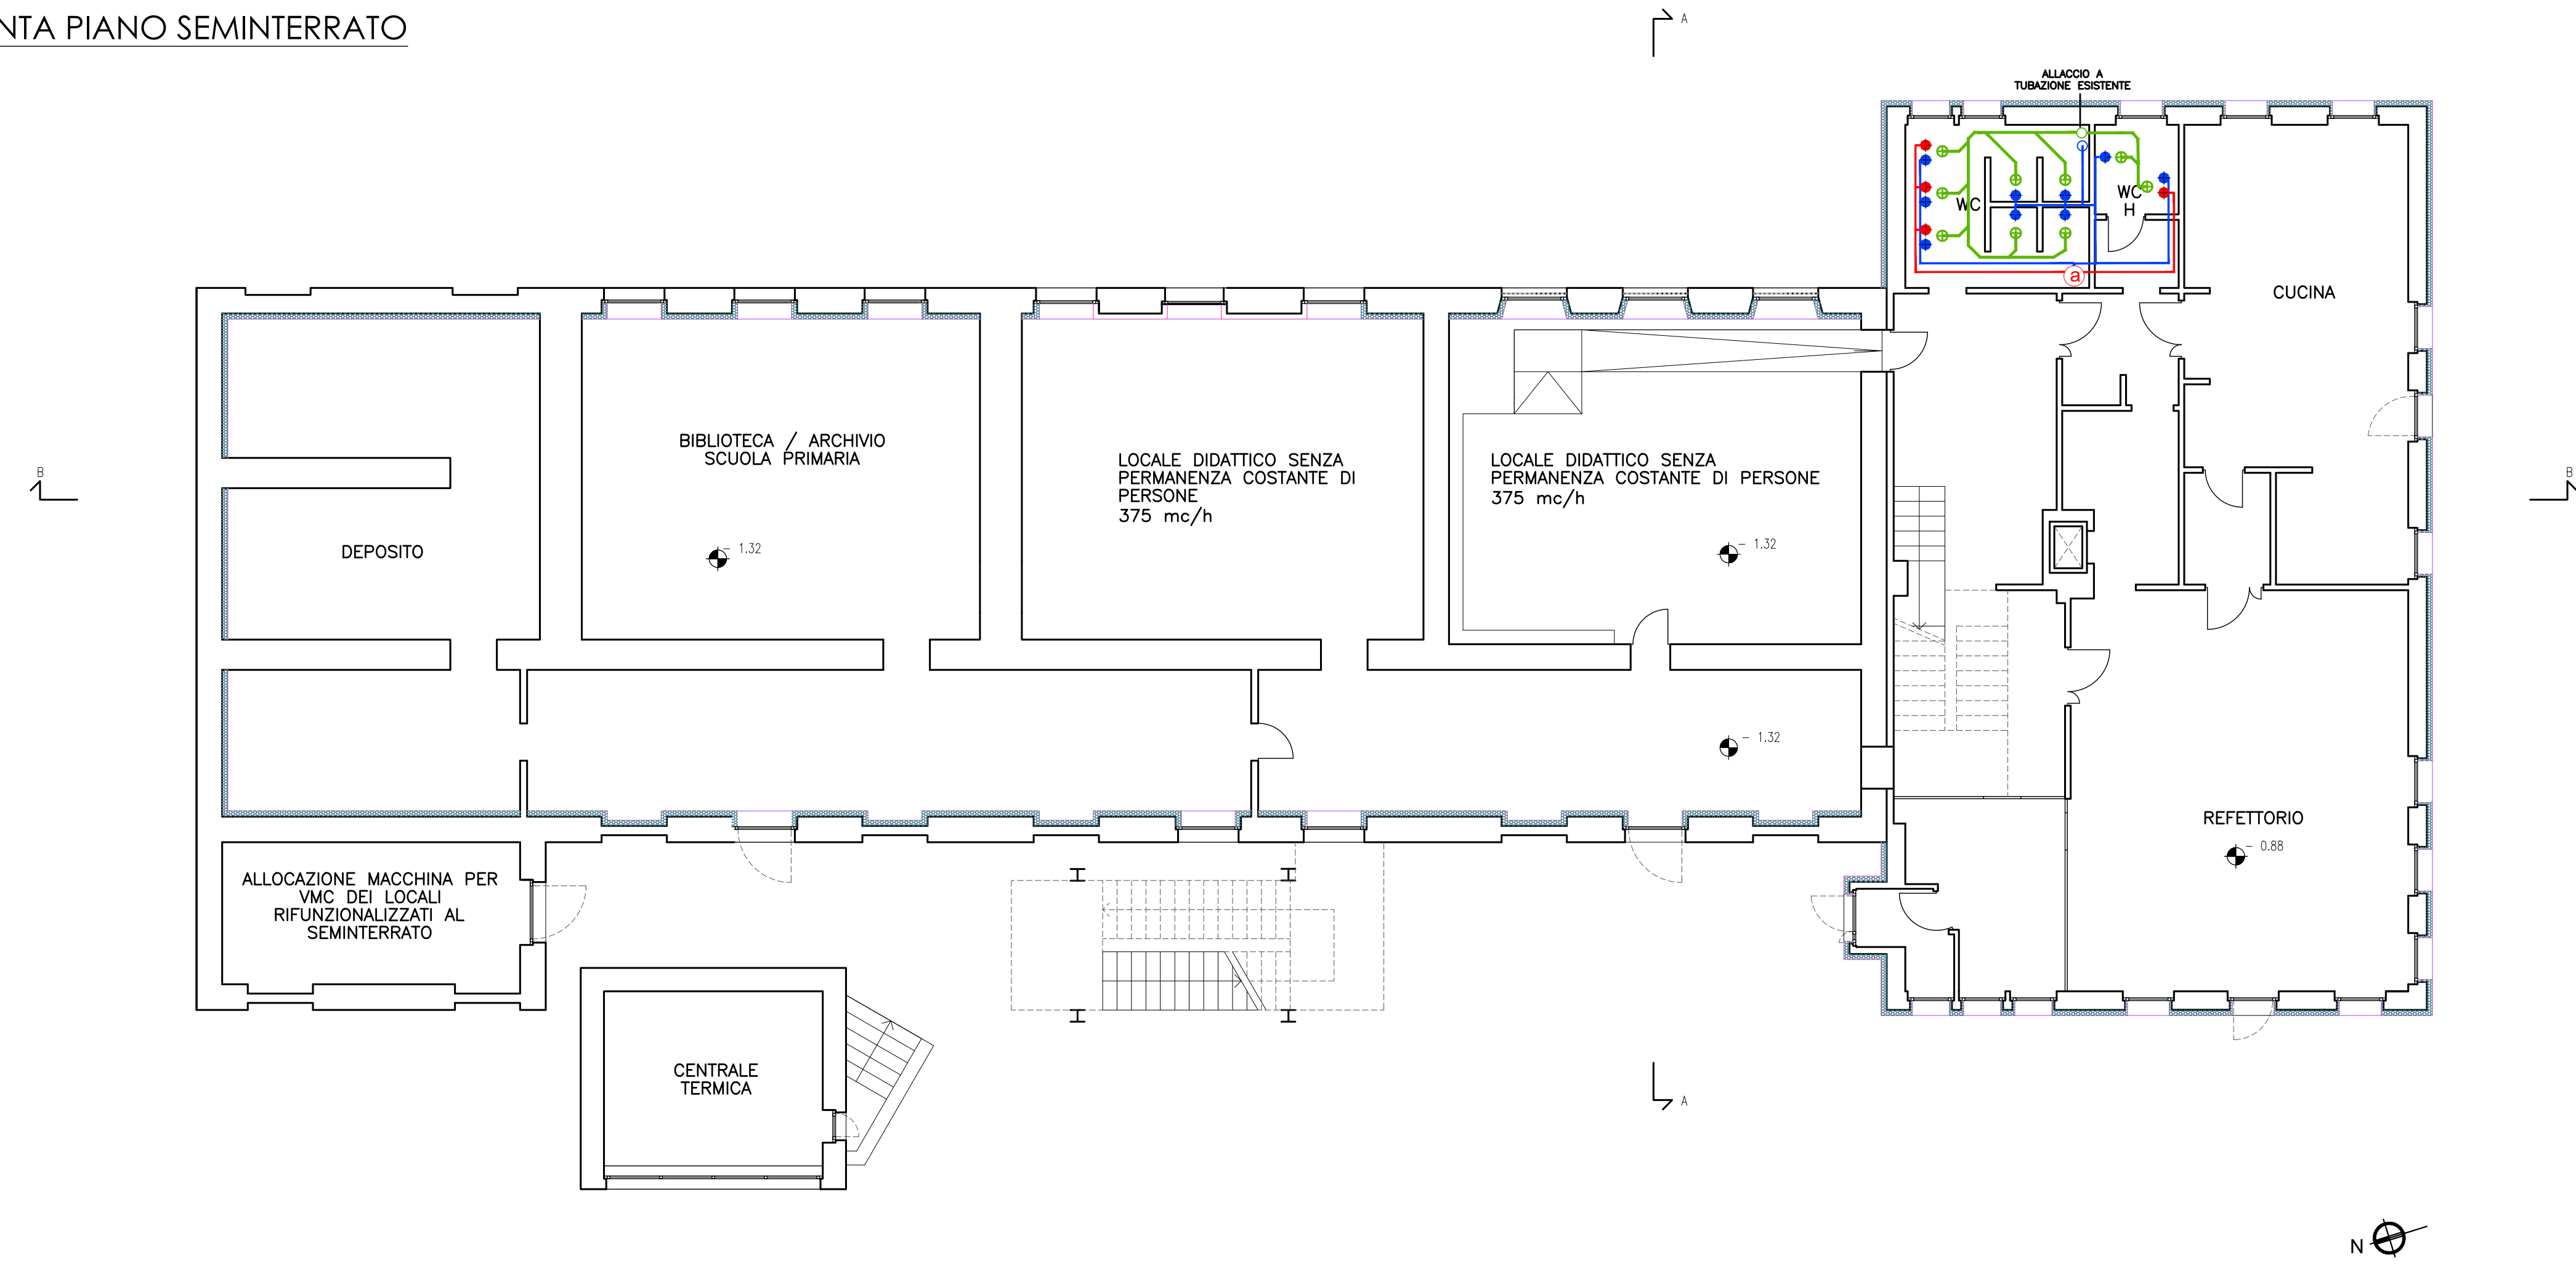 NTA PIANO SEMINTERRATO
A
ALLACCIO A
TUBAZIONE ESISTENTE
WC
WC
H
a
CUCINA
BIBLIOTECA / ARCHIVIO
SCUOLA PRIMARIA
LOCALE DIDATTICO SENZA
PERMANENZA COSTANTE DI
PERSONE
375 mc/h
LOCALE DIDATTICO SENZA
PERMANENZA COSTANTE DI PERSONE
375 mc/h
B
B
DEPOSITO
- 1.32
- 1.32
- 1.32
REFETTORIO
- 0.88
ALLOCAZIONE MACCHINA PER
VMC DEI LOCALI
RIFUNZIONALIZZATI AL
SEMINTERRATO
CENTRALE
TERMICA
A
N